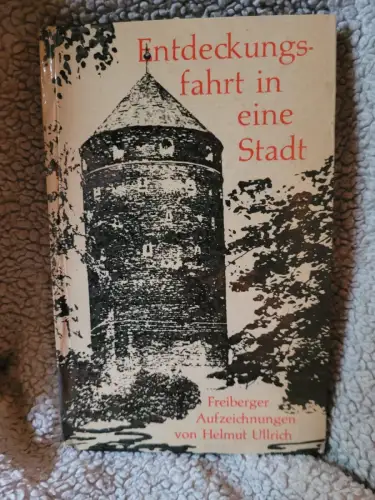 Entdeckungs-
fahrt in
eine
Stadt
Freiberger
Aufzeichnungen
von Helmut Ullrich